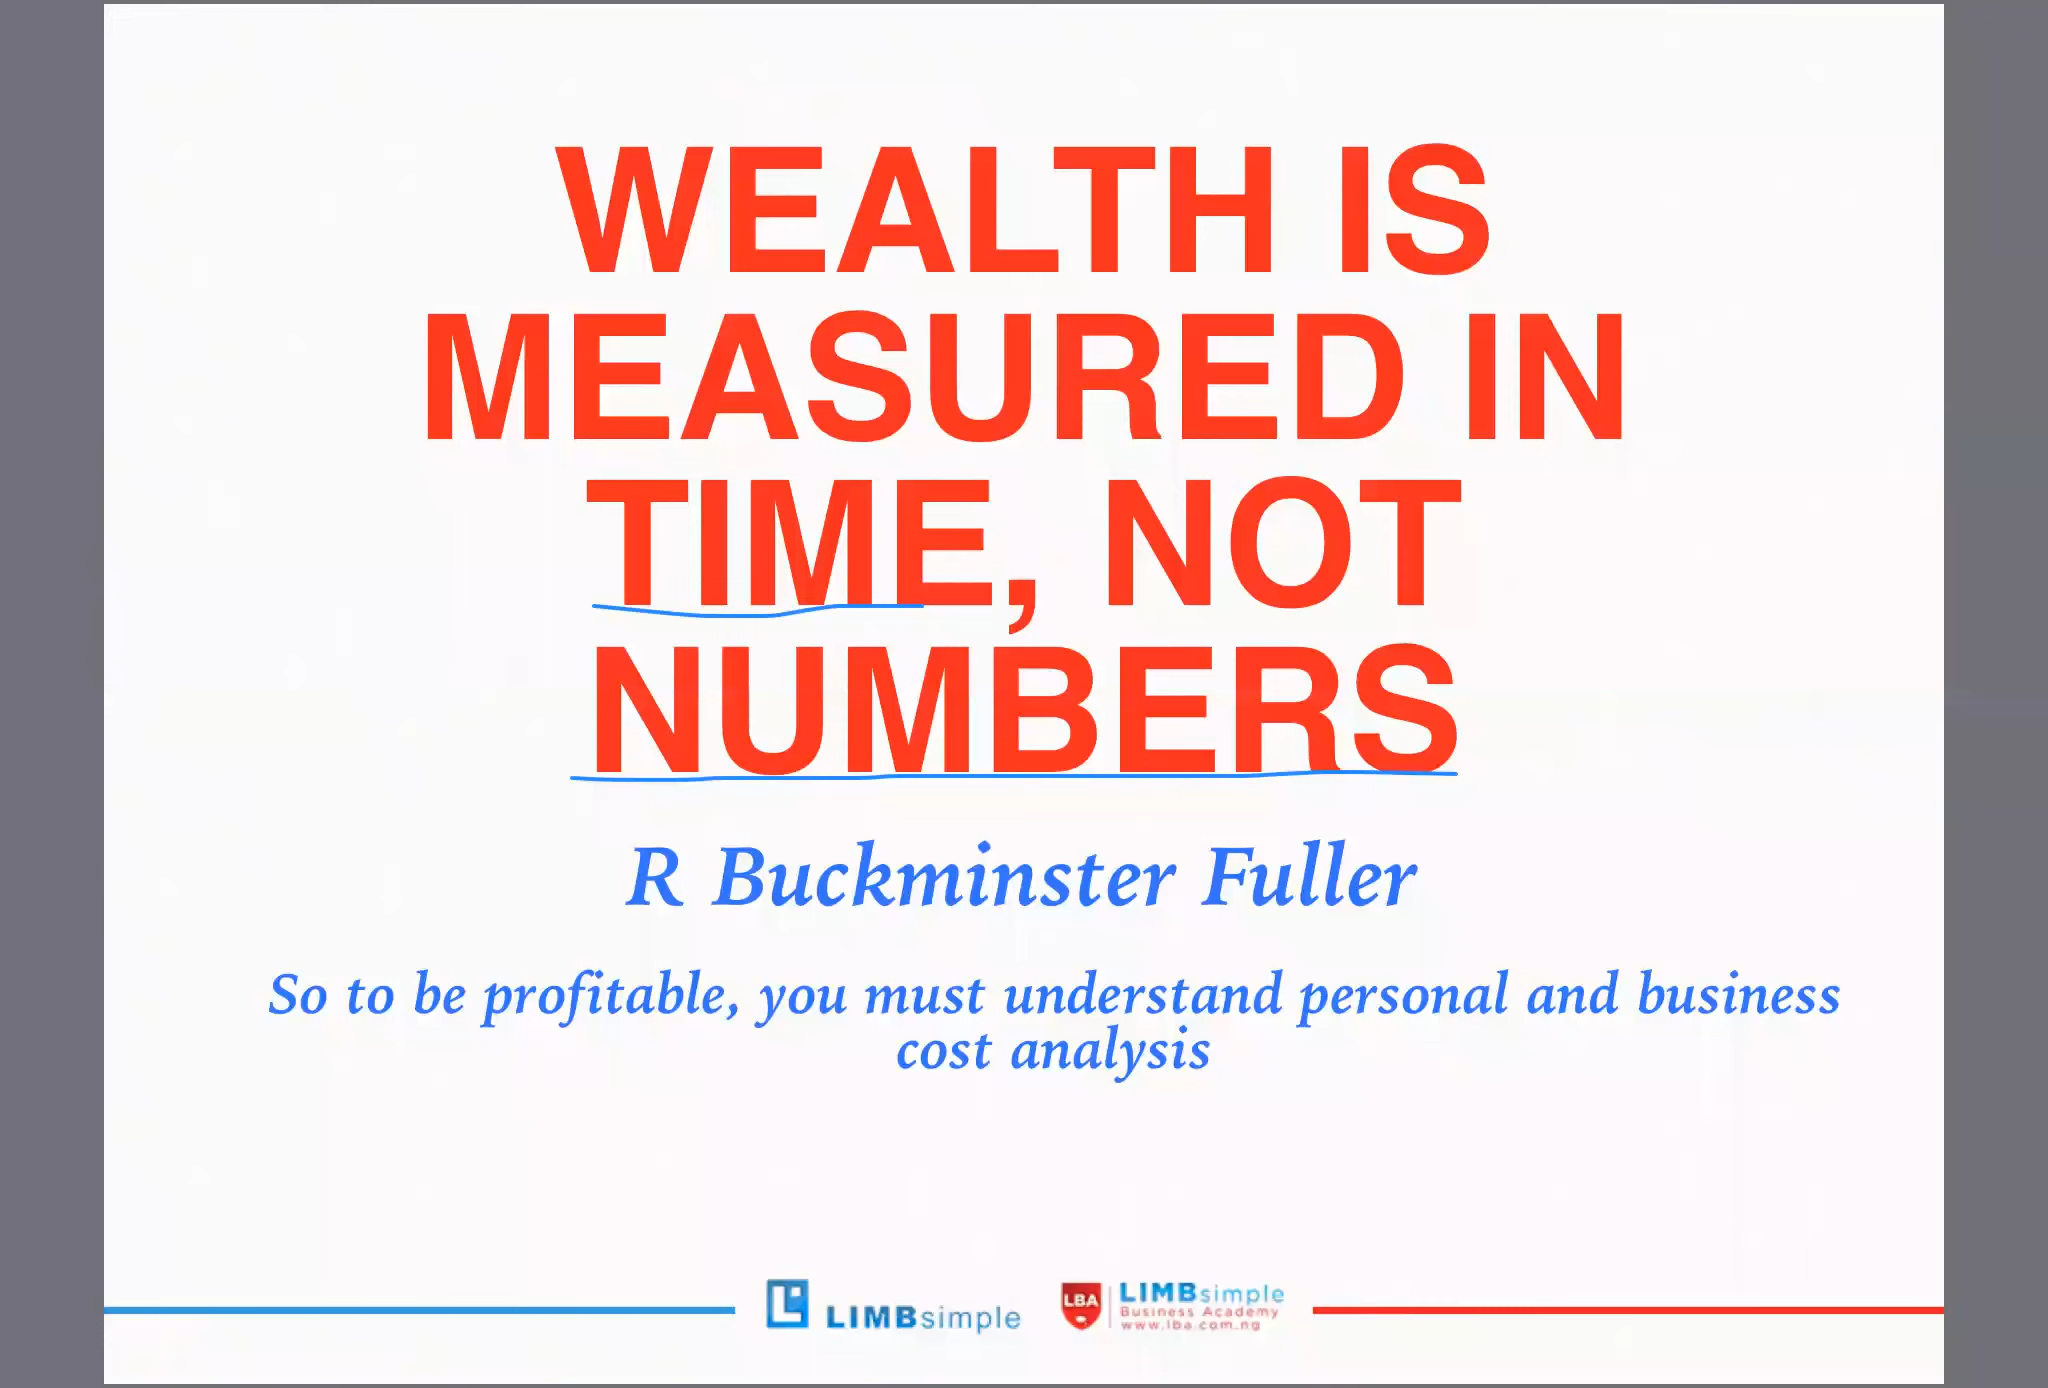 WEALTH IS
MEASURED IN
TIME, NOT
NUMBERS
R Buckminster Fuller
So to be profitable, you must understand personal and business
cost analysis
LIMBsimple
LBA
LIMBsimple
Business Academy
www.lba.com.ng